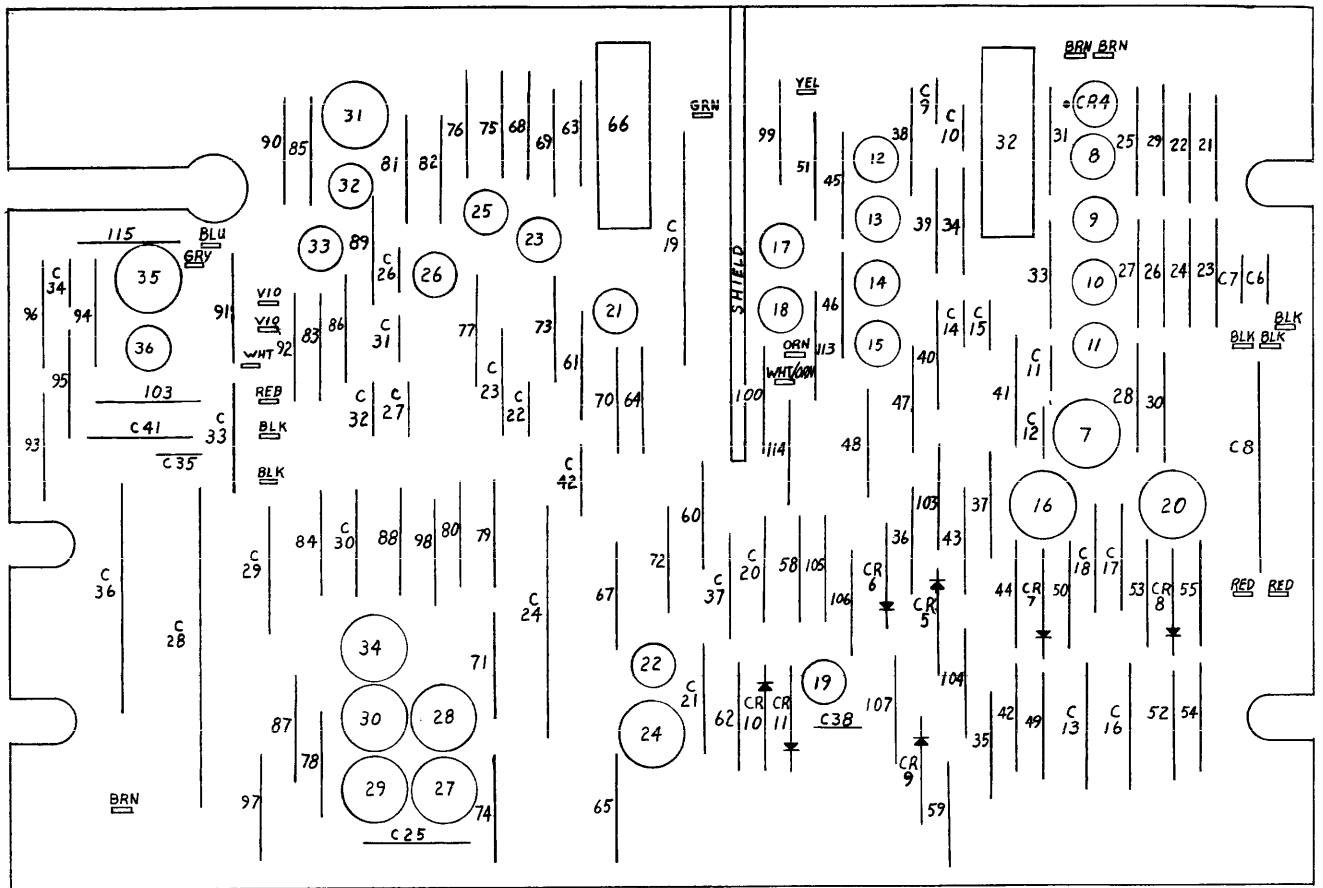 BRN BRN
YEL
C 9
CR4
31
GRN
76 75 68 69 63 66
99
38
C 10
32
31
25 29 22 21
90 85
81 82
51
45
12
8
32
25
13
9
115
BLU
33
89
23
C 19
SHIELD
17
39 34
GRY
C 34
35
C 26
26
14
10
33
27 26 24 23
C7 C6
96 94
91
VIO
VIO
92 83 86
C 31
77
73
21
18
46
C 14
C 15
BLK
36
WHT
61
ORN
113
15
40
11
BLK BLK
95
103
REB
C 32
C 27
C 23
C 22
70 64
WHT/ORN
100
47
41
C 11
28 30
93
C 41
C 33
BLK
114
48
C 12
7
C8
C35
BLK
C 42
60
103
37
16
20
C 36
C 28
C 29
84
C 30
88 98 80 79
C 24
67
72
C 37
C 20
58 105 106
CR 6
36
CR 5
43
44
CR 7
50
C 18
C 17
53
CR 8
55
RED RED
34
71
22
19
104
30
28
24
C 21
62
CR 10
CR 11
C38
107
35
42 49
C 13
C 16
52 54
87
78
29
27
CR 9
BRN
97
74
65
59
C25